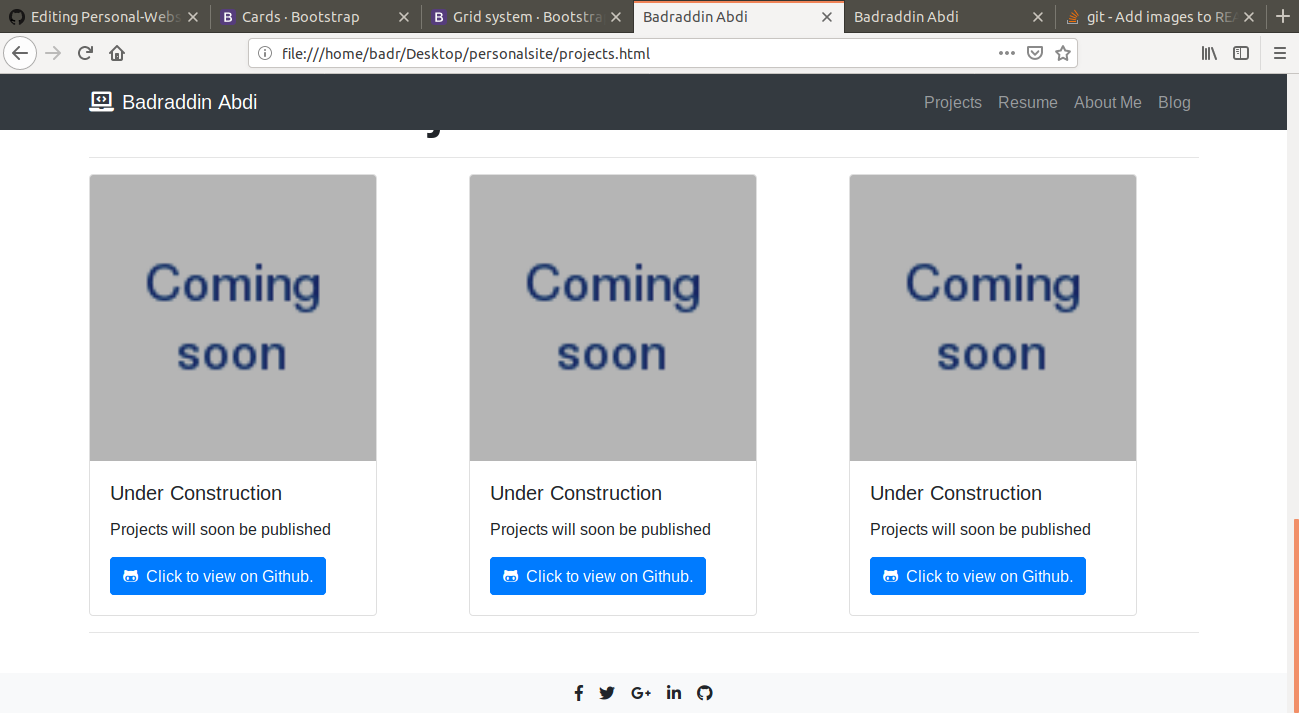 Editing Personal-Webs
B Cards · Bootstrap
B Grid system · Bootstra
Badraddin Abdi
Badraddin Abdi
git - Add images to REA
file:///home/badr/Desktop/personalsite/projects.html
Badraddin Abdi
Projects Resume About Me Blog
Coming
soon
Under Construction
Projects will soon be published
Click to view on Github.
Coming
soon
Under Construction
Projects will soon be published
Click to view on Github.
Coming
soon
Under Construction
Projects will soon be published
Click to view on Github.
G+ in